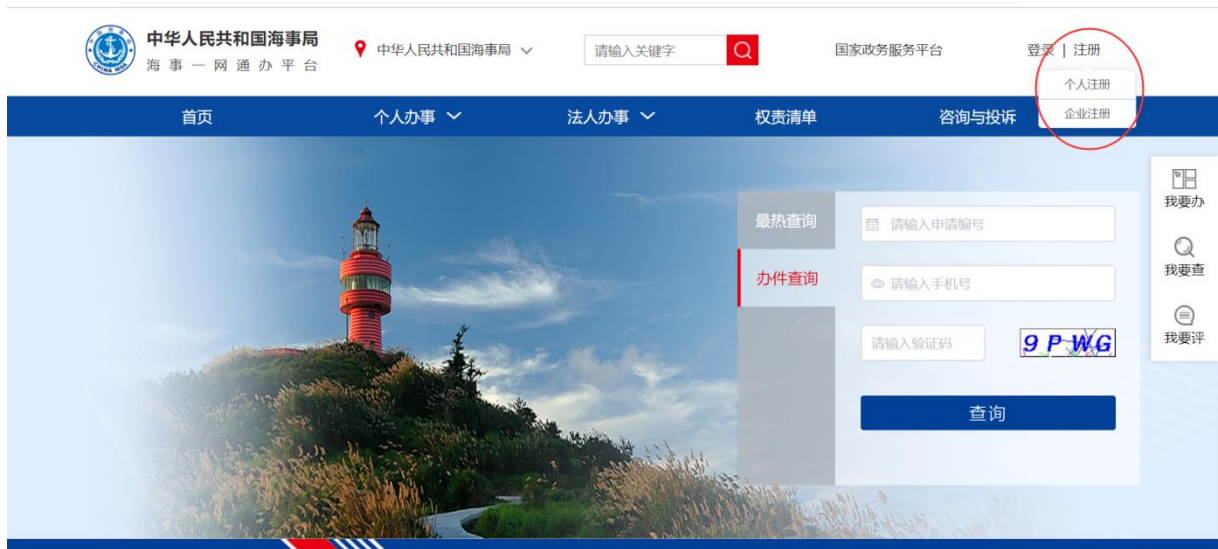 中华人民共和国海事局
海事一网通办平台
中华人民共和国海事局
请输入关键字
国家政务服务平台
登录 | 注册
个人注册
企业注册
首页
个人办事
法人办事
权责清单
咨询与投诉
最热查询
办件查询
请输入申请编号
请输入手机号
请输入验证码
9PWG
查询
我要办
我要查
我要评
CHINA MSA